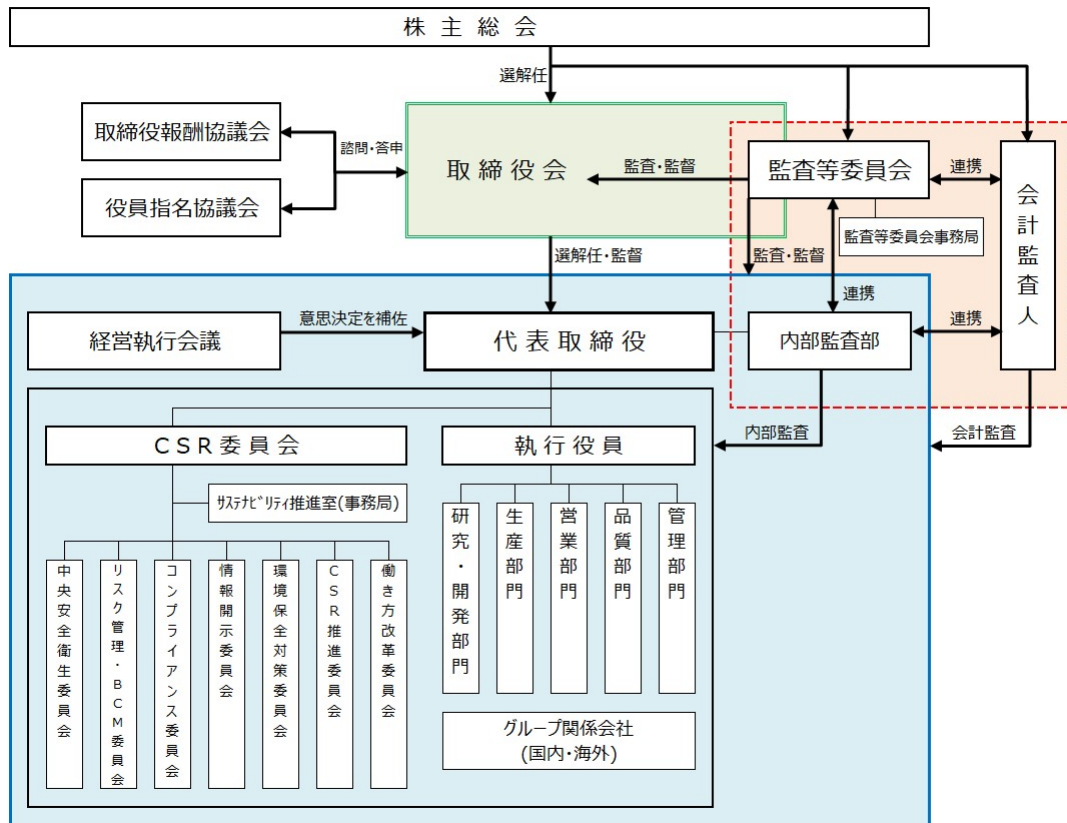 株主総会
選解任
取締役報酬協議会
諮問・答申
役員指名協議会
取締役会
監査・監督
監査等委員会
連携
会計監査人
監査等委員会事務局
選解任・監督
監査・監督
連携
経営執行会議
意思決定を補佐
代表取締役
内部監査部
連携
内部監査
会計監査
CSR委員会
執行役員
ｻｽﾃﾅﾋﾞﾘﾃｨ推進室(事務局)
中央安全衛生委員会
リスク管理・BCM委員会
コンプライアンス委員会
情報開示委員会
環境保全対策委員会
CSR推進委員会
働き方改革委員会
研究・開発部門
生産部門
営業部門
品質部門
管理部門
グループ関係会社
(国内・海外)